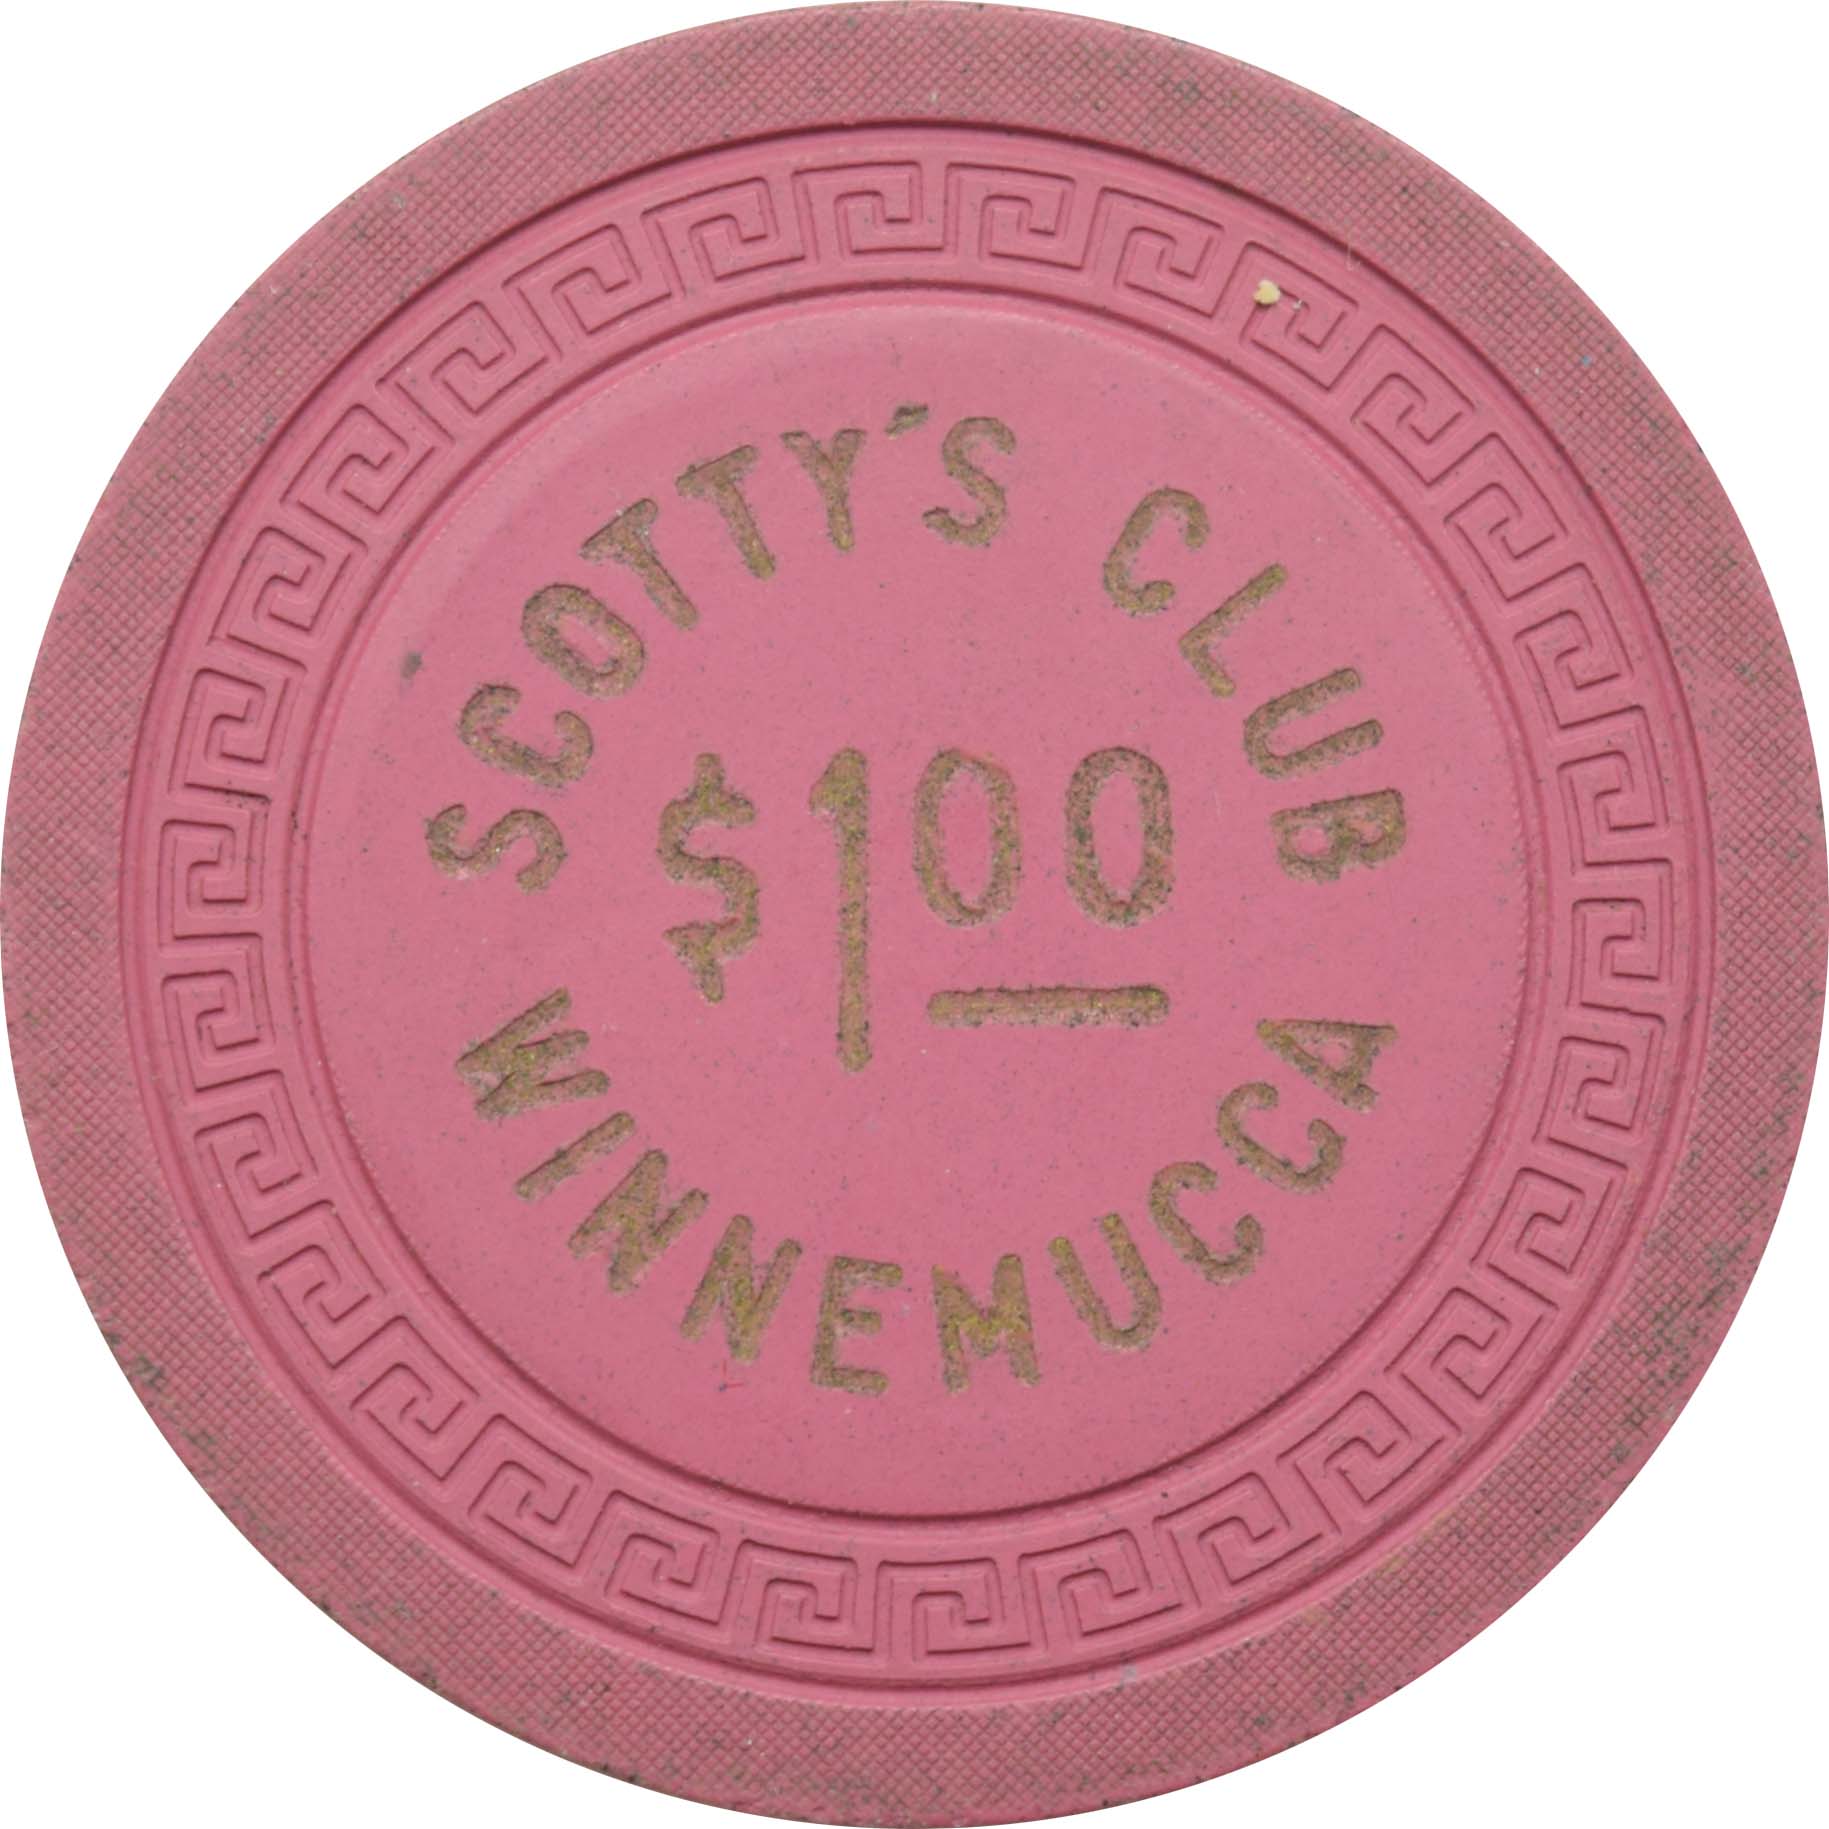 SCOTTY'S CLUB
$1.00
WINNEMUCCA